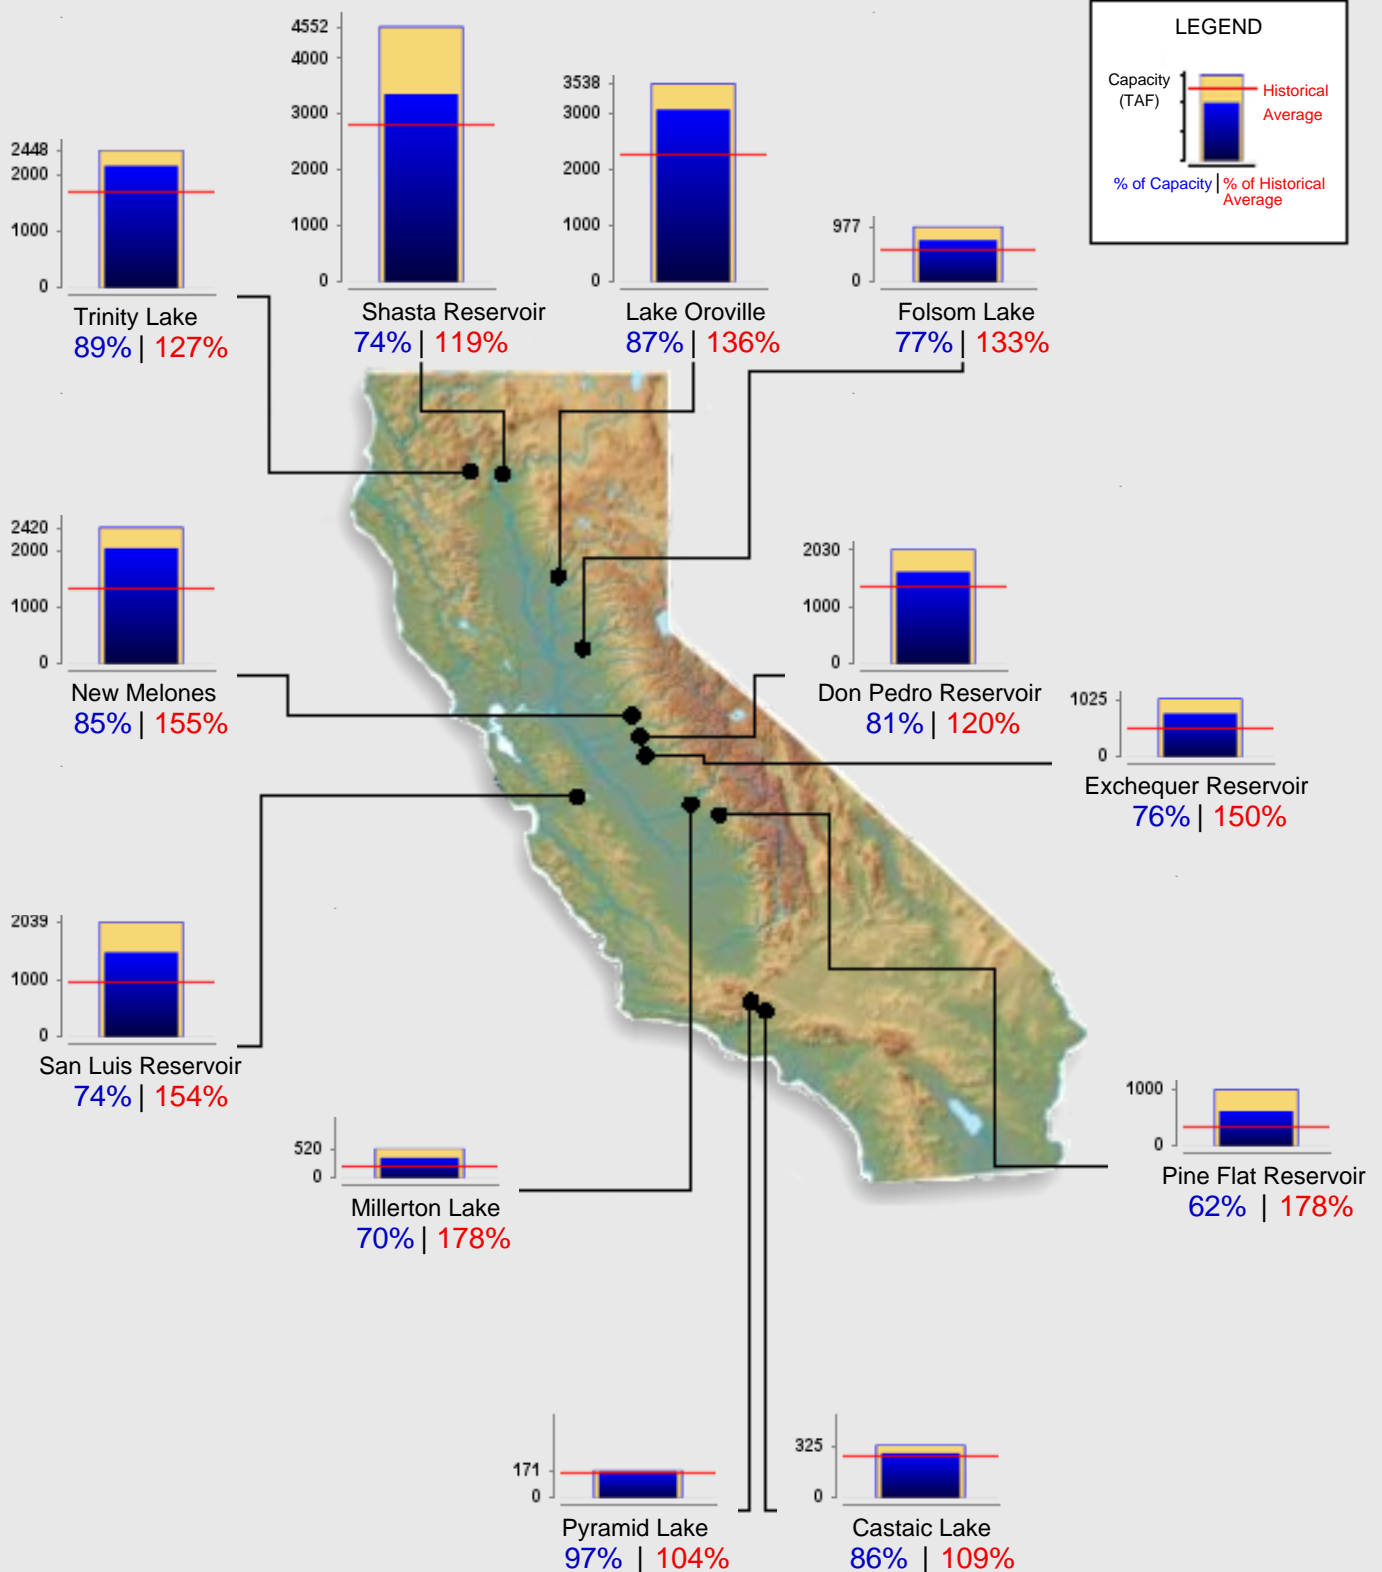 LEGEND
Capacity
(TAF)
Historical
Average
% of Capacity | % of Historical
Average
4552
4000
3000
2000
1000
0
Shasta Reservoir
74% | 119%
3538
3000
2000
1000
0
Lake Oroville
87% | 136%
977
0
Folsom Lake
77% | 133%
2448
2000
1000
0
Trinity Lake
89% | 127%
2420
2000
1000
0
New Melones
85% | 155%
2030
1000
0
Don Pedro Reservoir
81% | 120%
1025
0
Exchequer Reservoir
76% | 150%
2039
1000
0
San Luis Reservoir
74% | 154%
520
0
Millerton Lake
70% | 178%
1000
0
Pine Flat Reservoir
62% | 178%
171
0
Pyramid Lake
97% | 104%
325
0
Castaic Lake
86% | 109%